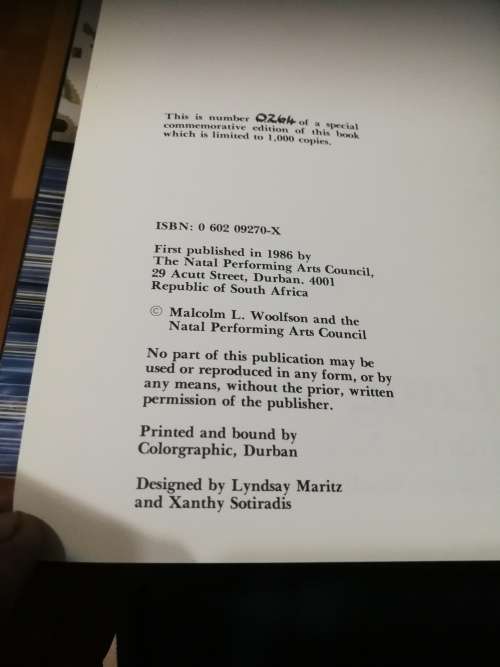 This is number 0264 of a special
commemorative edition of this book
which is limited to 1,000 copies.
ISBN: 0 602 09270-X
First published in 1986 by
The Natal Performing Arts Council,
29 Acutt Street, Durban. 4001
Republic of South Africa
© Malcolm L. Woolfson and the
Natal Performing Arts Council
No part of this publication may be
used or reproduced in any form, or by
any means, without the prior, written
permission of the publisher.
Printed and bound by
Colorgraphic, Durban
Designed by Lyndsay Maritz
and Xanthy Sotiradis